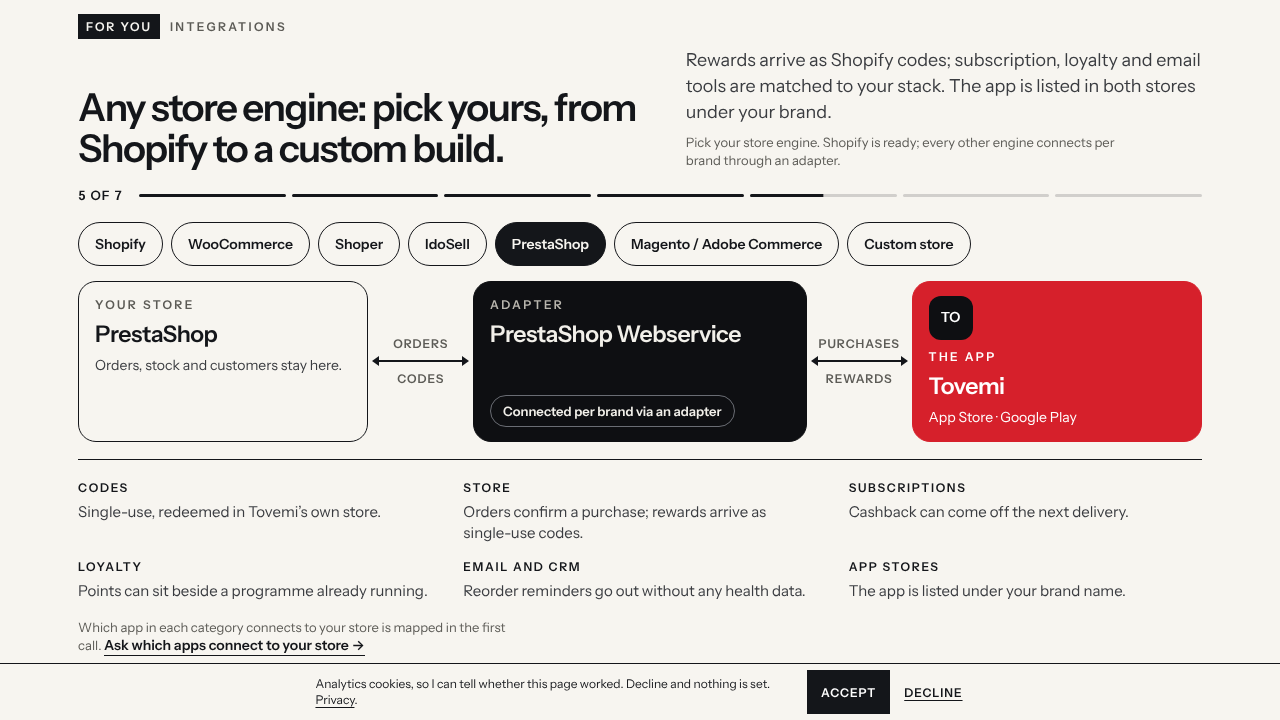 FOR YOU INTEGRATIONS
Any store engine: pick yours, from
Shopify to a custom build.
Rewards arrive as Shopify codes; subscription, loyalty and email
tools are matched to your stack. The app is listed in both stores
under your brand.
Pick your store engine. Shopify is ready; every other engine connects per
brand through an adapter.
5 OF 7
Shopify WooCommerce Shoper IdoSell PrestaShop Magento / Adobe Commerce Custom store
YOUR STORE
PrestaShop
Orders, stock and customers stay here.
ORDERS
CODES
ADAPTER
PrestaShop Webservice
Connected per brand via an adapter
PURCHASES
REWARDS
TO
THE APP
Tovemi
App Store · Google Play
CODES
Single-use, redeemed in Tovemi’s own store.
STORE
Orders confirm a purchase; rewards arrive as
single-use codes.
SUBSCRIPTIONS
Cashback can come off the next delivery.
LOYALTY
Points can sit beside a programme already running.
EMAIL AND CRM
Reorder reminders go out without any health data.
APP STORES
The app is listed under your brand name.
Which app in each category connects to your store is mapped in the first
call. Ask which apps connect to your store →
Analytics cookies, so I can tell whether this page worked. Decline and nothing is set.
Privacy.
ACCEPT DECLINE